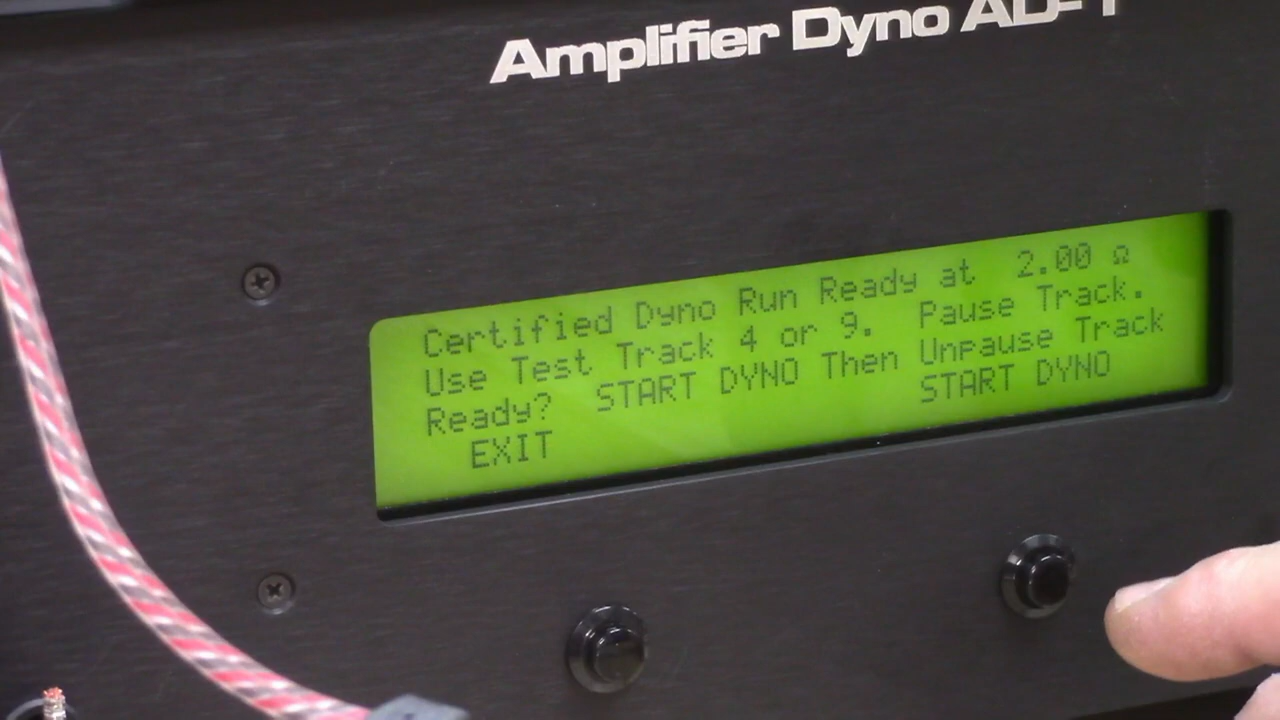 Amplifier Dyno AD-1
Certified Dyno Run Ready at 2.00 Ω
Use Test Track 4 or 9. Pause Track.
Ready? START DYNO Then Unpause Track
EXIT START DYNO